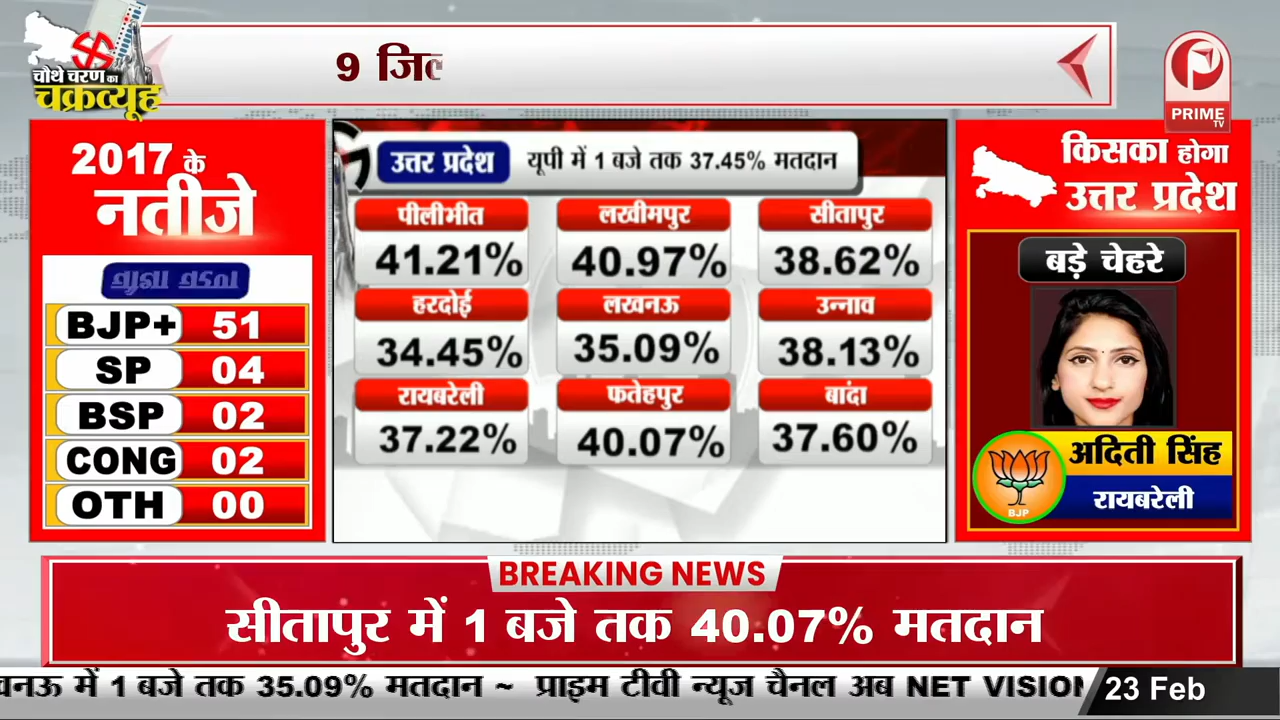 चौथे चरण का
चक्रव्यूह
9 जिल
PRIME
TV
2017 के
नतीजे
BJP+ 51
SP 04
BSP 02
CONG 02
OTH 00
उत्तर प्रदेश यूपी में 1 बजे तक 37.45% मतदान
पीलीभीत लखीमपुर सीतापुर
41.21% 40.97% 38.62%
हरदोई लखनऊ उन्नाव
34.45% 35.09% 38.13%
रायबरेली फतेहपुर बांदा
37.22% 40.07% 37.60%
किसका होगा
उत्तर प्रदेश
बड़े चेहरे
BJP
अदिती सिंह
रायबरेली
BREAKING NEWS
सीतापुर में 1 बजे तक 40.07% मतदान
खनऊ में 1 बजे तक 35.09% मतदान ~ प्राइम टीवी न्यूज चैनल अब NET VISION
23 Feb